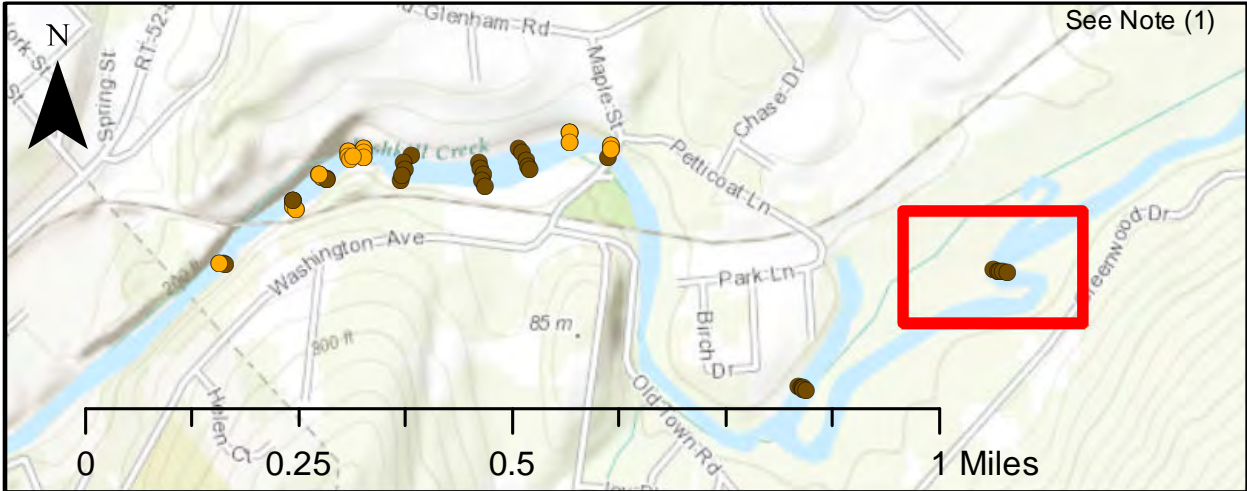 Glenham Rd
See Note (1)
N
RT-52
Spring St
St
St
Maple St
Chase Dr
Creek
Petticoat Ln
Washington Ave
Greenwood Dr
Park Ln
200 ft
Birch Dr
85 m
300 ft
Helen Ct
Old Town Rd
0 0.25 0.5 1 Miles